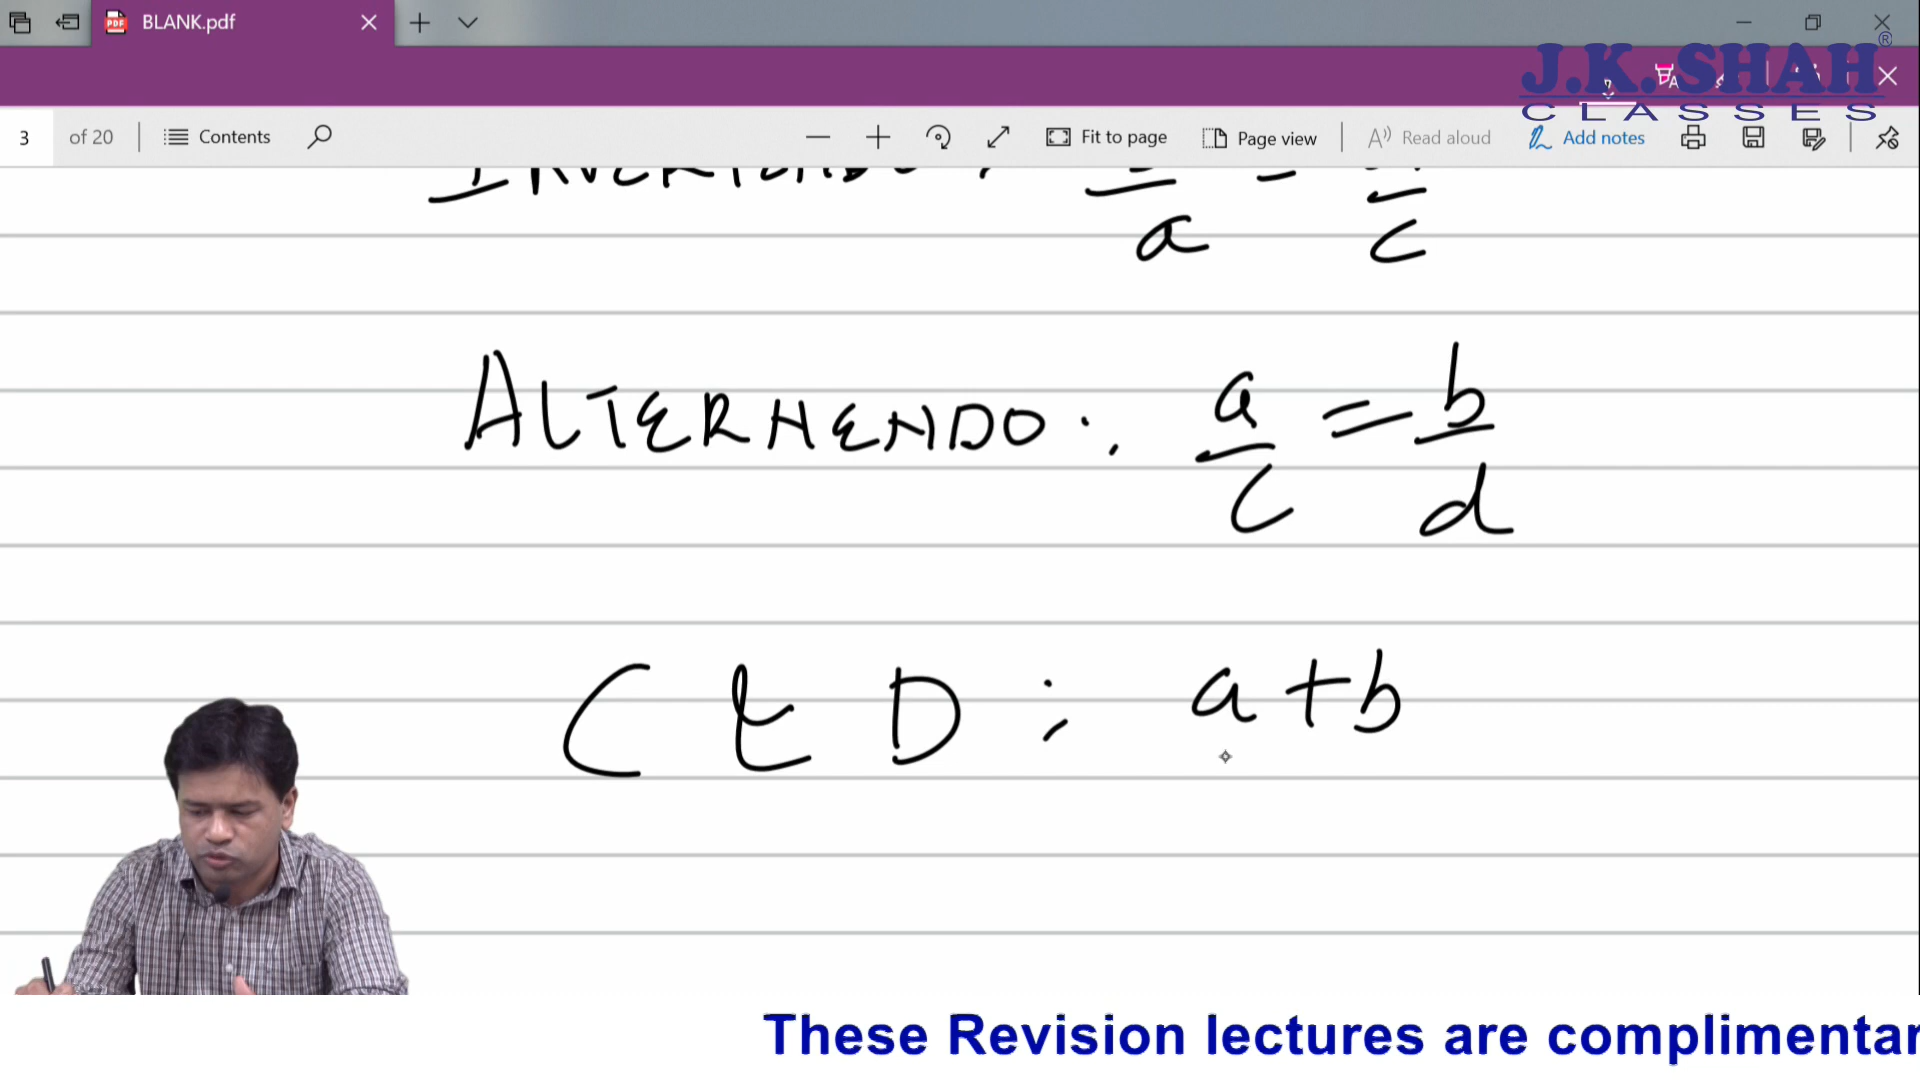 BLANK.pdf
J.K.SHAH®
CLASSES
3 of 20 Contents Fit to page Page view Read aloud Add notes
INVERTENDO : =
a c
ALTERNENDO : a/c = b/d
C & D : a+b
These Revision lectures are complimentar